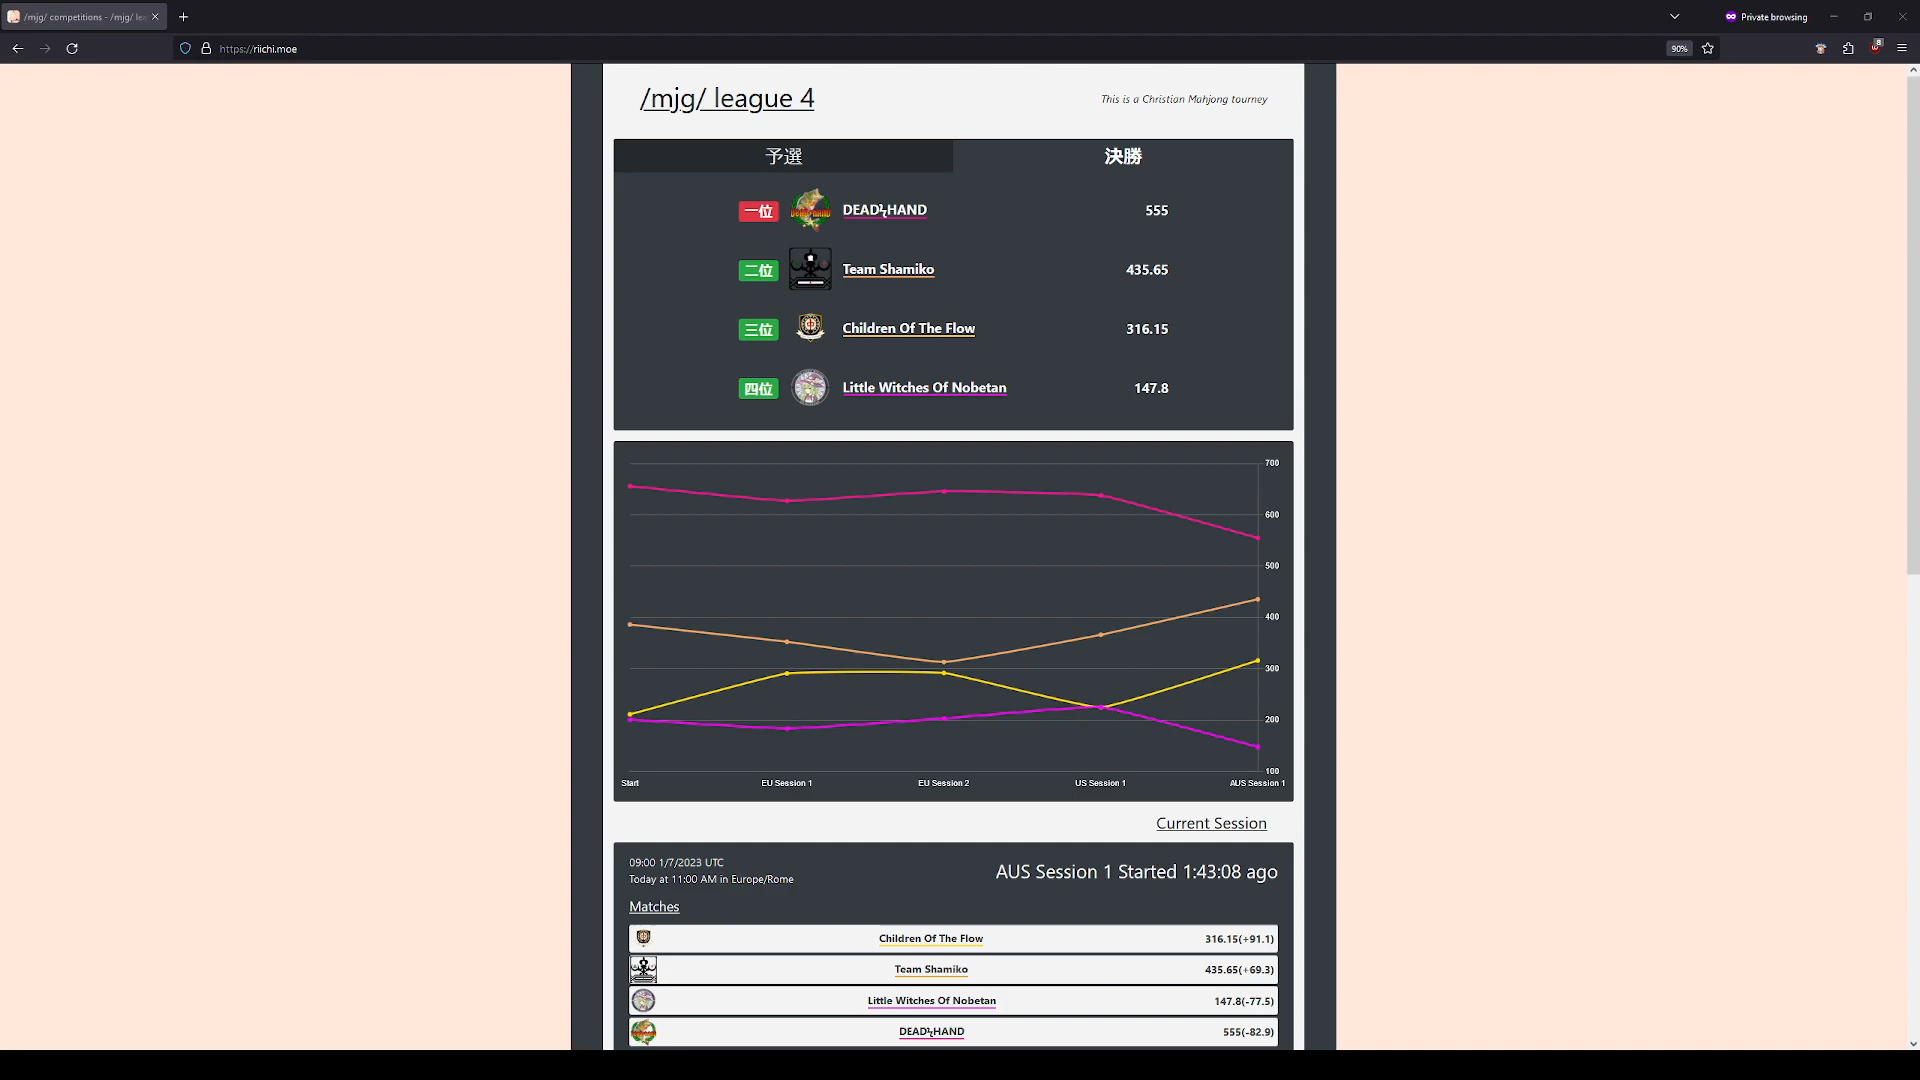 /mjg/ competitions - /mjg/ le
Private browsing
https://riichi.moe
90%
8
/mjg/ league 4
This is a Christian Mahjong tourney
予選
決勝
一位 DEADϟHAND 555
二位 Team Shamiko 435.65
三位 Children Of The Flow 316.15
四位 Little Witches Of Nobetan 147.8
700
600
500
400
300
200
100
Start EU Session 1 EU Session 2 US Session 1 AUS Session 1
Current Session
09:00 1/7/2023 UTC
Today at 11:00 AM in Europe/Rome
AUS Session 1 Started 1:43:08 ago
Matches
Children Of The Flow 316.15(+91.1)
Team Shamiko 435.65(+69.3)
Little Witches Of Nobetan 147.8(-77.5)
DEADϟHAND 555(-82.9)